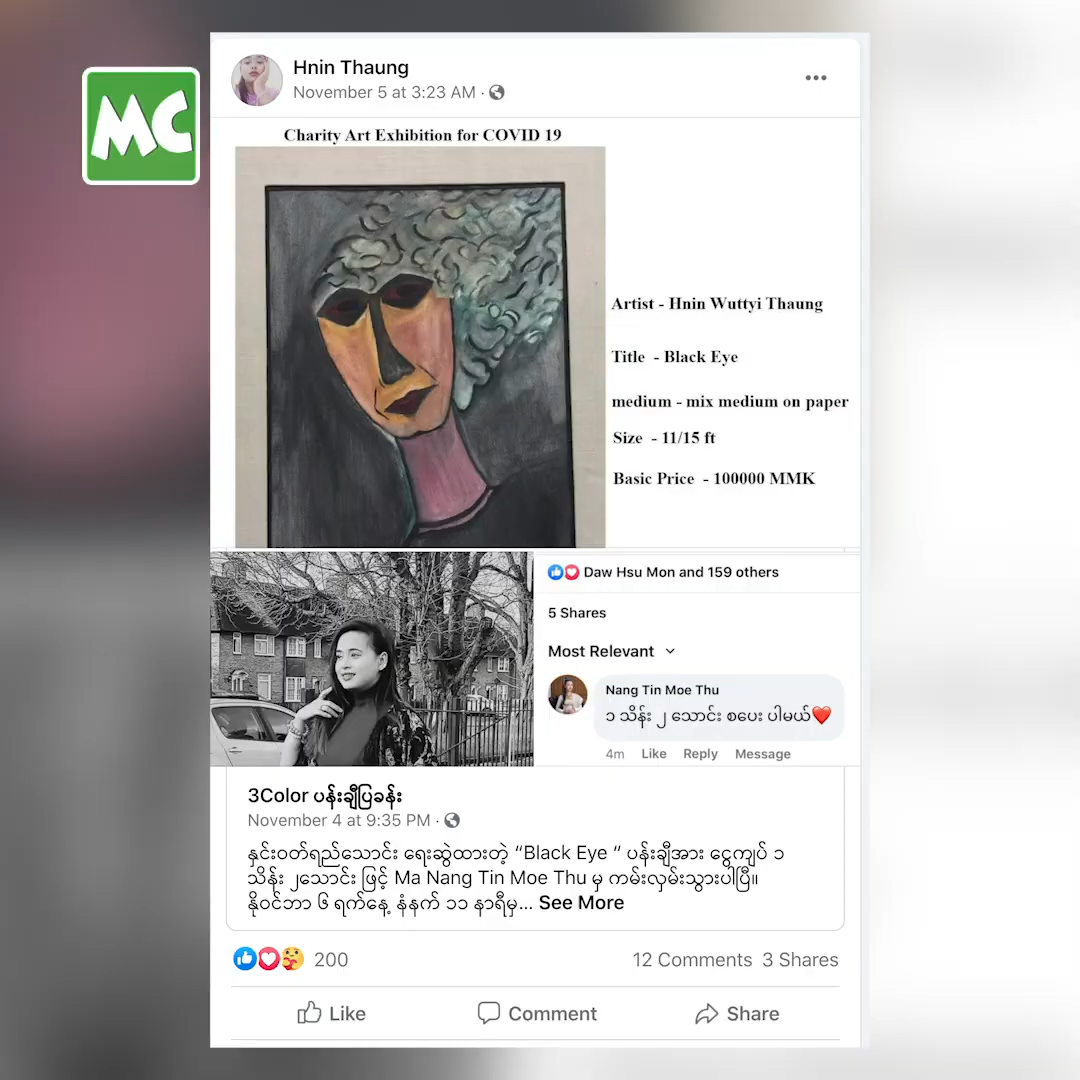 MC
Hnin Thaung
November 5 at 3:23 AM ·
Charity Art Exhibition for COVID 19
Artist - Hnin Wuttyi Thaung
Title - Black Eye
medium - mix medium on paper
Size - 11/15 ft
Basic Price - 100000 MMK
Daw Hsu Mon and 159 others
5 Shares
Most Relevant
Nang Tin Moe Thu
၁ သိန်း ၂ သောင်း စပေး ပါမယ်❤️
4m Like Reply Message
3Color ပန်းချီပြခန်း
November 4 at 9:35 PM ·
နှင်းဝတ်ရည်သောင်း ရေးဆွဲထားတဲ့ “Black Eye “ ပန်းချီအား ငွေကျပ် ၁
သိန်း ၂သောင်း ဖြင့် Ma Nang Tin Moe Thu မှ ကမ်းလှမ်းသွားပါပြီ။
နိုဝင်ဘာ ၆ ရက်နေ့ နံနက် ၁၁ နာရီမှ... See More
200
12 Comments 3 Shares
Like Comment Share